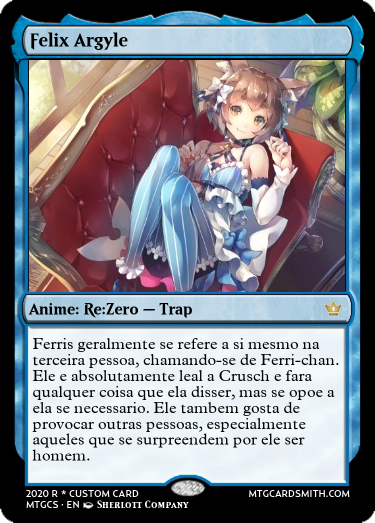 Felix Argyle
Anime: Re:Zero — Trap
Ferris geralmente se refere a si mesmo na
terceira pessoa, chamando-se de Ferri-chan.
Ele e absolutamente leal a Crusch e fara
qualquer coisa que ela disser, mas se opoe a
ela se necessario. Ele tambem gosta de
provocar outras pessoas, especialmente
aqueles que se surpreendem por ele ser
homem.
2020 R * CUSTOM CARD
MTGCARDSMITH.COM
MTGCS • EN SHERLOTT COMPANY